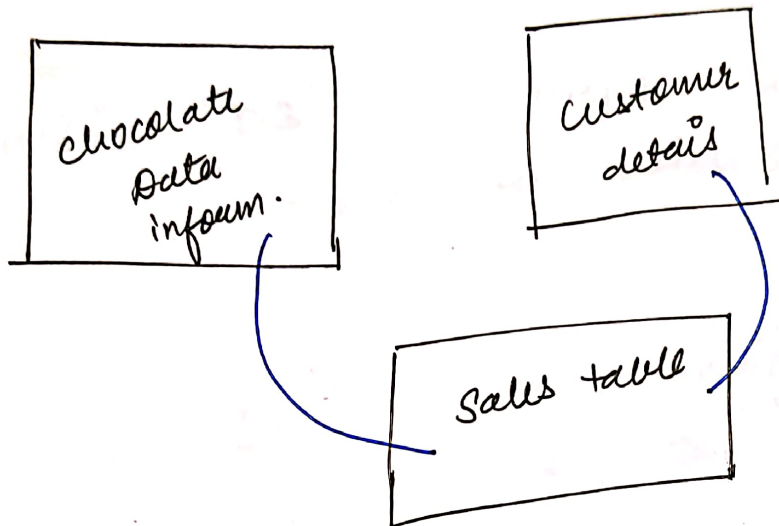 chocolate
Data
inform.
customer
details
Sales table